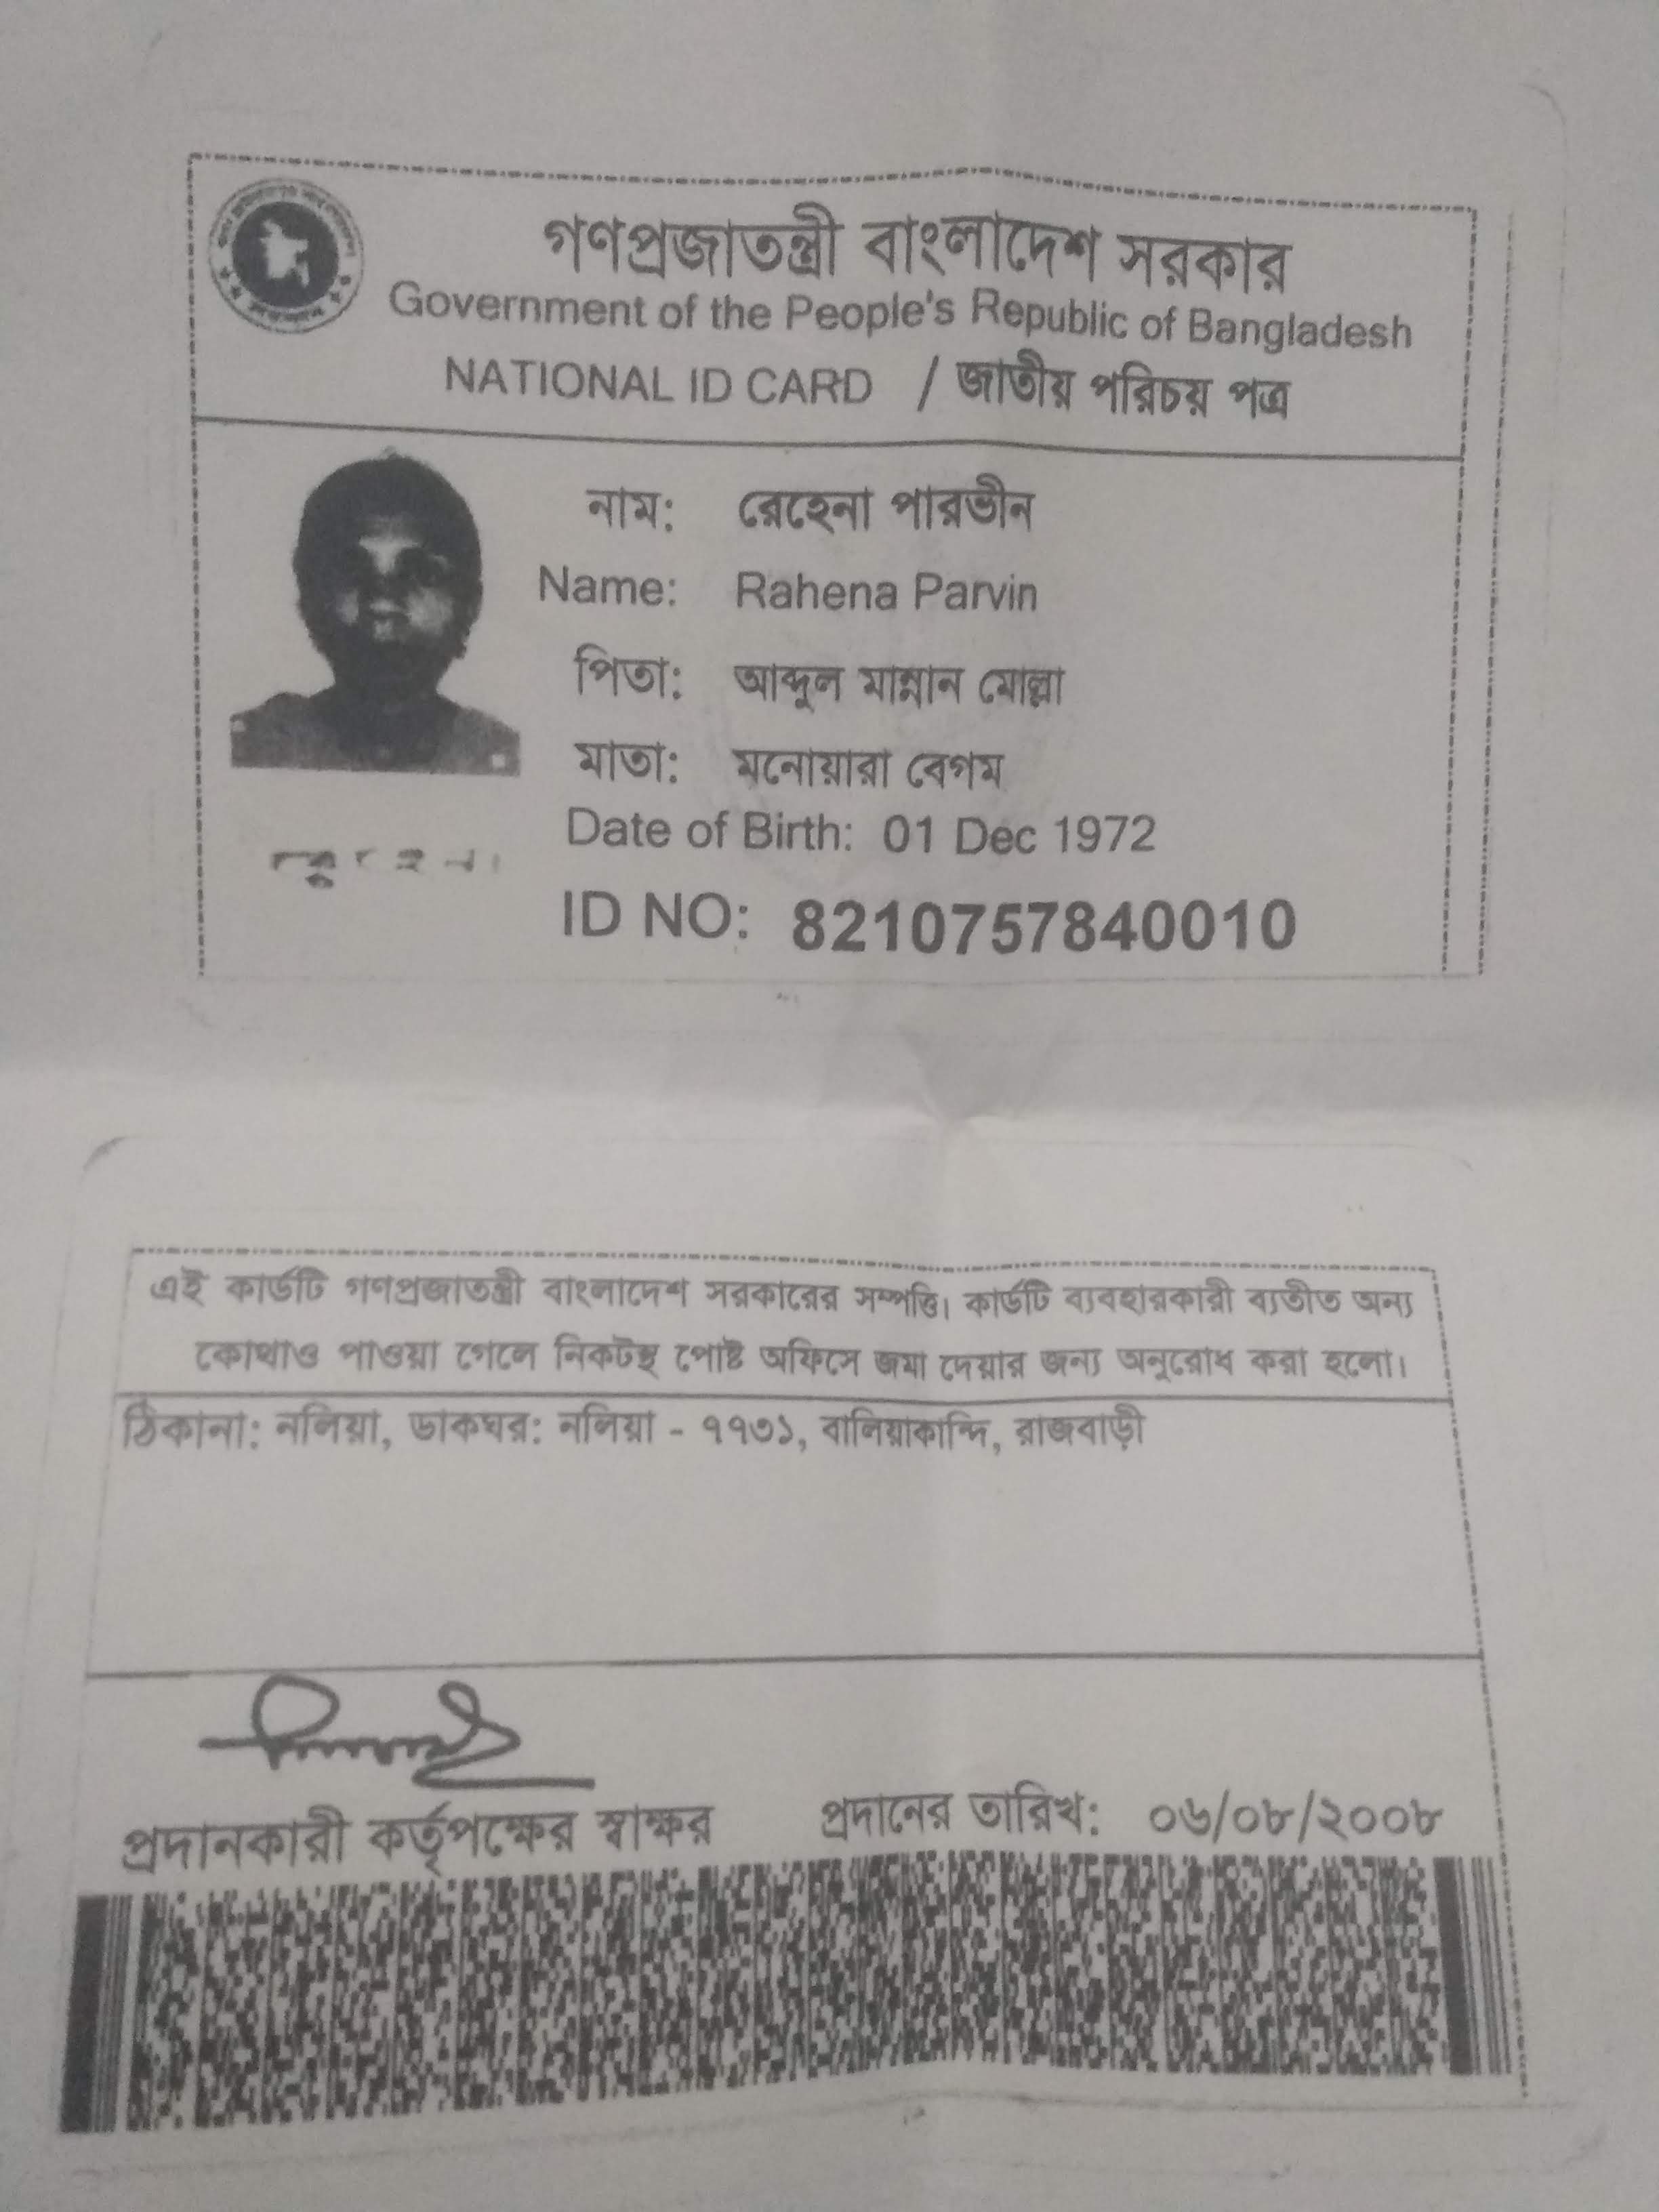 গণপ্রজাতন্ত্রী বাংলাদেশ সরকার
Government of the People's Republic of Bangladesh
NATIONAL ID CARD / জাতীয় পরিচয় পত্র
নাম: রেহেনা পারভীন
Name: Rahena Parvin
পিতা: আব্দুল মান্নান মোল্লা
মাতা: মনোয়ারা বেগম
Date of Birth: 01 Dec 1972
ID NO: 8210757840010
এই কার্ডটি গণপ্রজাতন্ত্রী বাংলাদেশ সরকারের সম্পত্তি। কার্ডটি ব্যবহারকারী ব্যতীত অন্য
কোথাও পাওয়া গেলে নিকটস্থ পোষ্ট অফিসে জমা দেয়ার জন্য অনুরোধ করা হলো।
ঠিকানা: নলিয়া, ডাকঘর: নলিয়া - ৭৭৩১, বালিয়াকান্দি, রাজবাড়ী
প্রদানকারী কর্তৃপক্ষের স্বাক্ষর প্রদানের তারিখ: ০৬/০৮/২০০৮